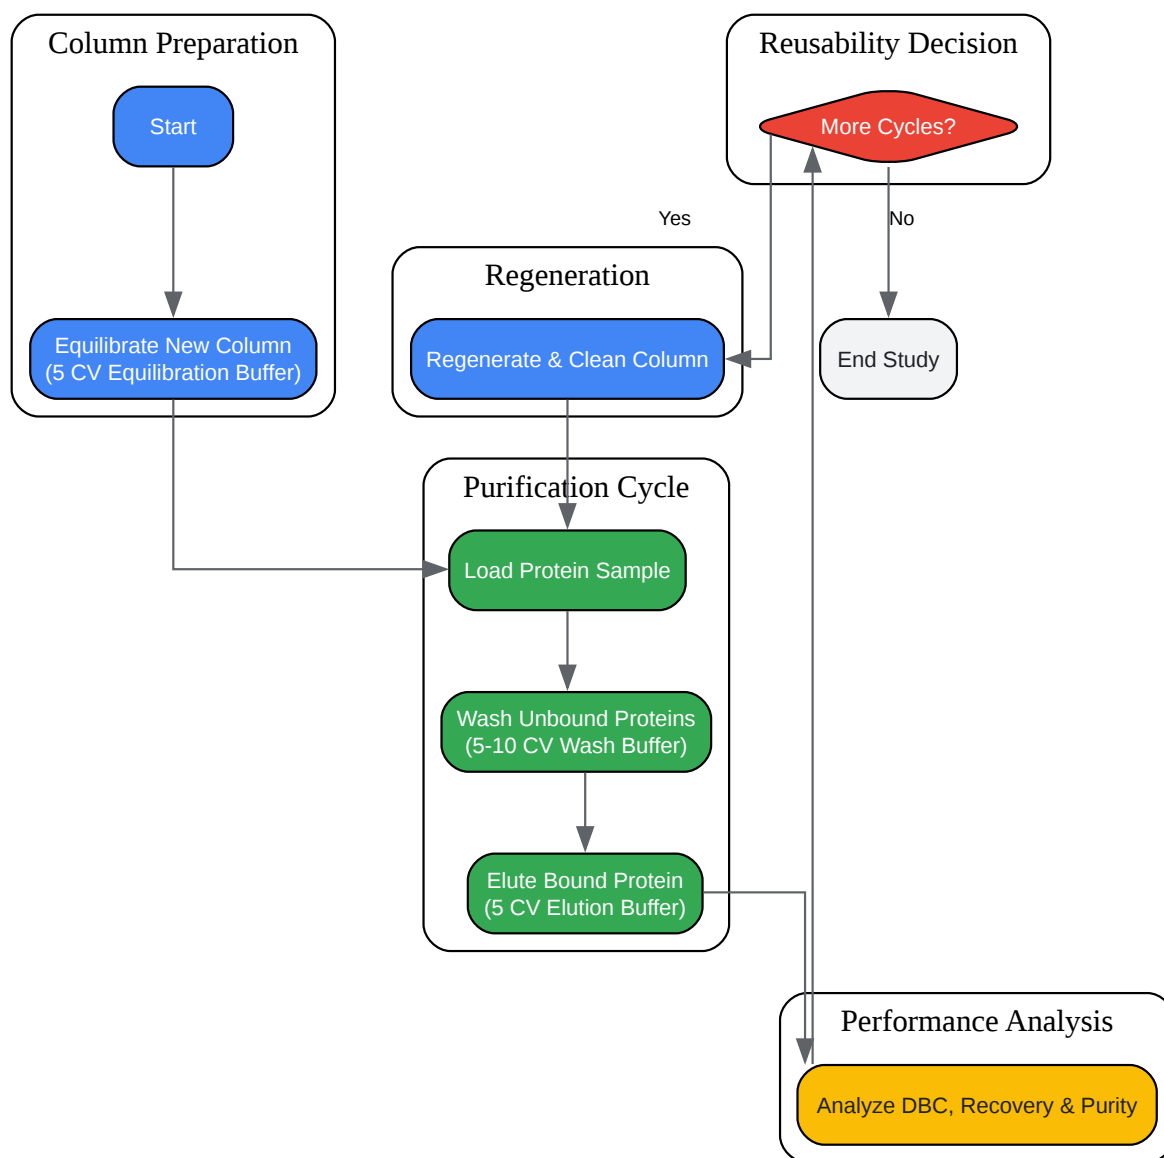 Column Preparation
Start
Equilibrate New Column
(5 CV Equilibration Buffer)
Reusability Decision
More Cycles?
Yes
No
Regeneration
Regenerate & Clean Column
End Study
Purification Cycle
Load Protein Sample
Wash Unbound Proteins
(5-10 CV Wash Buffer)
Elute Bound Protein
(5 CV Elution Buffer)
Performance Analysis
Analyze DBC, Recovery & Purity